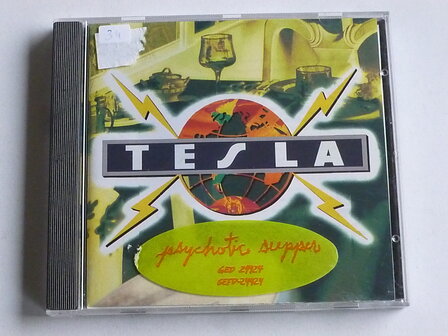 TESLA
psychotic supper
GED 24424
GEFD-24424